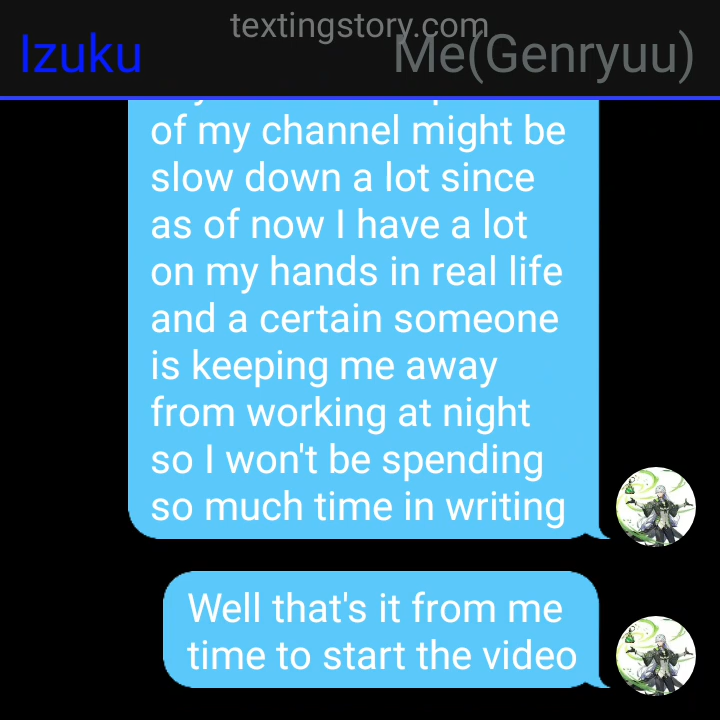 textingstory.com
Izuku
Me(Genryuu)
of my channel might be
slow down a lot since
as of now I have a lot
on my hands in real life
and a certain someone
is keeping me away
from working at night
so I won't be spending
so much time in writing
Well that's it from me
time to start the video